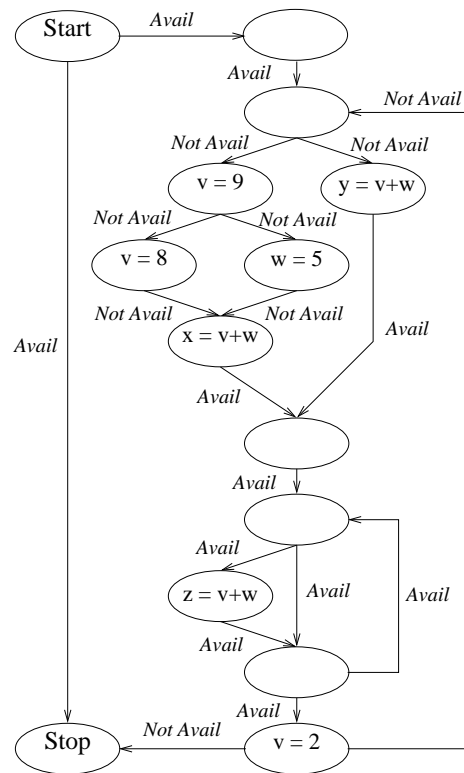 Start
Avail
Avail
Not Avail
Not Avail
Not Avail
v = 9
y = v+w
Not Avail
Not Avail
v = 8
w = 5
Not Avail
Not Avail
Avail
Avail
x = v+w
Avail
Avail
Avail
z = v+w
Avail
Avail
Avail
Avail
Stop
Not Avail
v = 2